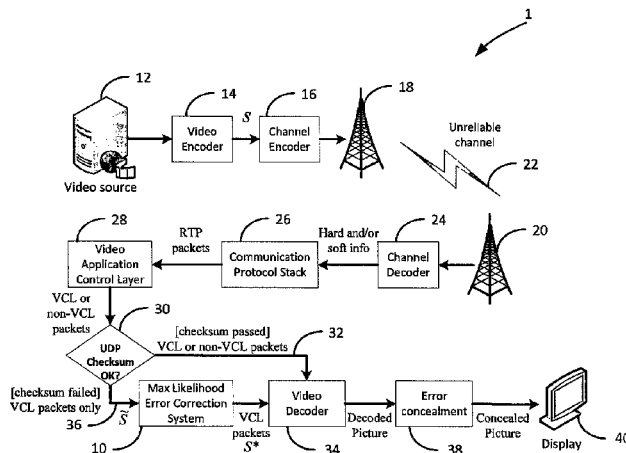 1
12
14
16
18
S
Video
Encoder
Channel
Encoder
Unreliable
channel
22
Video source
28
26
24
20
RTP
packets
Hard and/or
soft info
Video
Application
Control Layer
Communication
Protocol Stack
Channel
Decoder
VCL or
non-VCL
packets
30
32
[checksum passed]
VCL or non-VCL packets
UDP
Checksum
OK?
[checksum failed]
VCL packets only
36
S̃
Max Likelihood
Error Correction
System
VCL
packets
S*
Video
Decoder
Decoded
Picture
Error
concealment
Concealed
Picture
10
34
38
Display
40